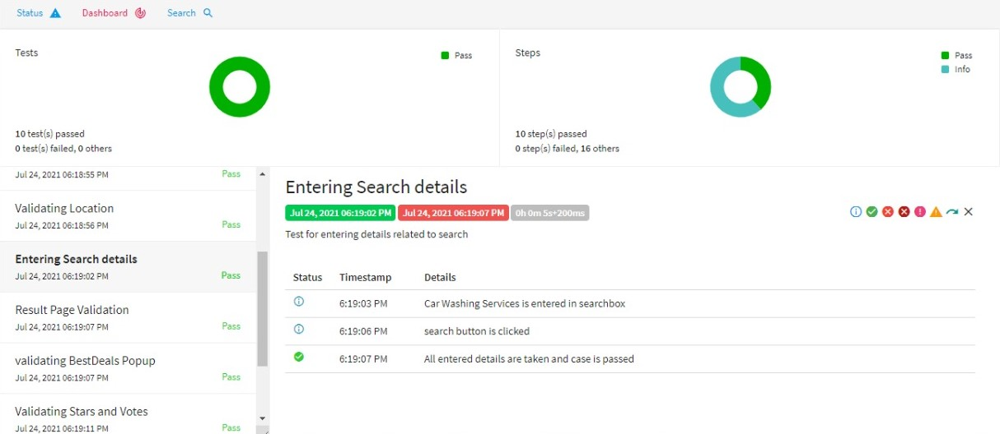 Status Dashboard Search
Tests
Pass
10 test(s) passed
0 test(s) failed, 0 others
Steps
Pass
Info
10 step(s) passed
0 step(s) failed, 16 others
Jul 24, 2021 06:18:55 PM Pass
Validating Location
Jul 24, 2021 06:18:56 PM Pass
Entering Search details
Jul 24, 2021 06:19:02 PM Pass
Result Page Validation
Jul 24, 2021 06:19:07 PM Pass
validating BestDeals Popup
Jul 24, 2021 06:19:07 PM Pass
Validating Stars and Votes
Jul 24, 2021 06:19:11 PM Pass
Entering Search details
Jul 24, 2021 06:19:02 PM Jul 24, 2021 06:19:07 PM 0h 0m 5s+200ms
Test for entering details related to search
Status Timestamp Details
6:19:03 PM Car Washing Services is entered in searchbox
6:19:06 PM search button is clicked
6:19:07 PM All entered details are taken and case is passed